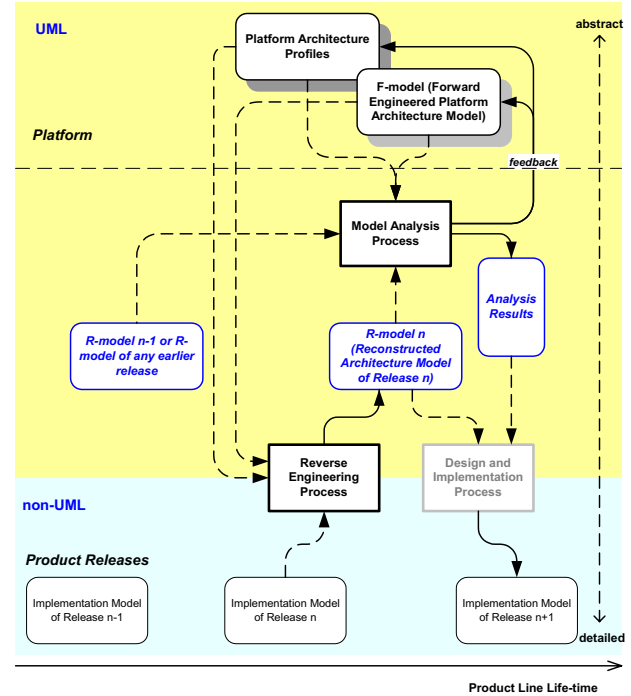 UML
abstract
Platform Architecture
Profiles
F-model (Forward
Engineered Platform
Architecture Model)
Platform
feedback
Model Analysis
Process
Analysis
Results
R-model n-1 or R-
model of any earlier
release
R-model n
(Reconstructed
Architecture Model
of Release n)
Reverse
Engineering
Process
Design and
Implementation
Process
non-UML
Product Releases
Implementation Model
of Release n-1
Implementation Model
of Release n
Implementation Model
of Release n+1
detailed
Product Line Life-time